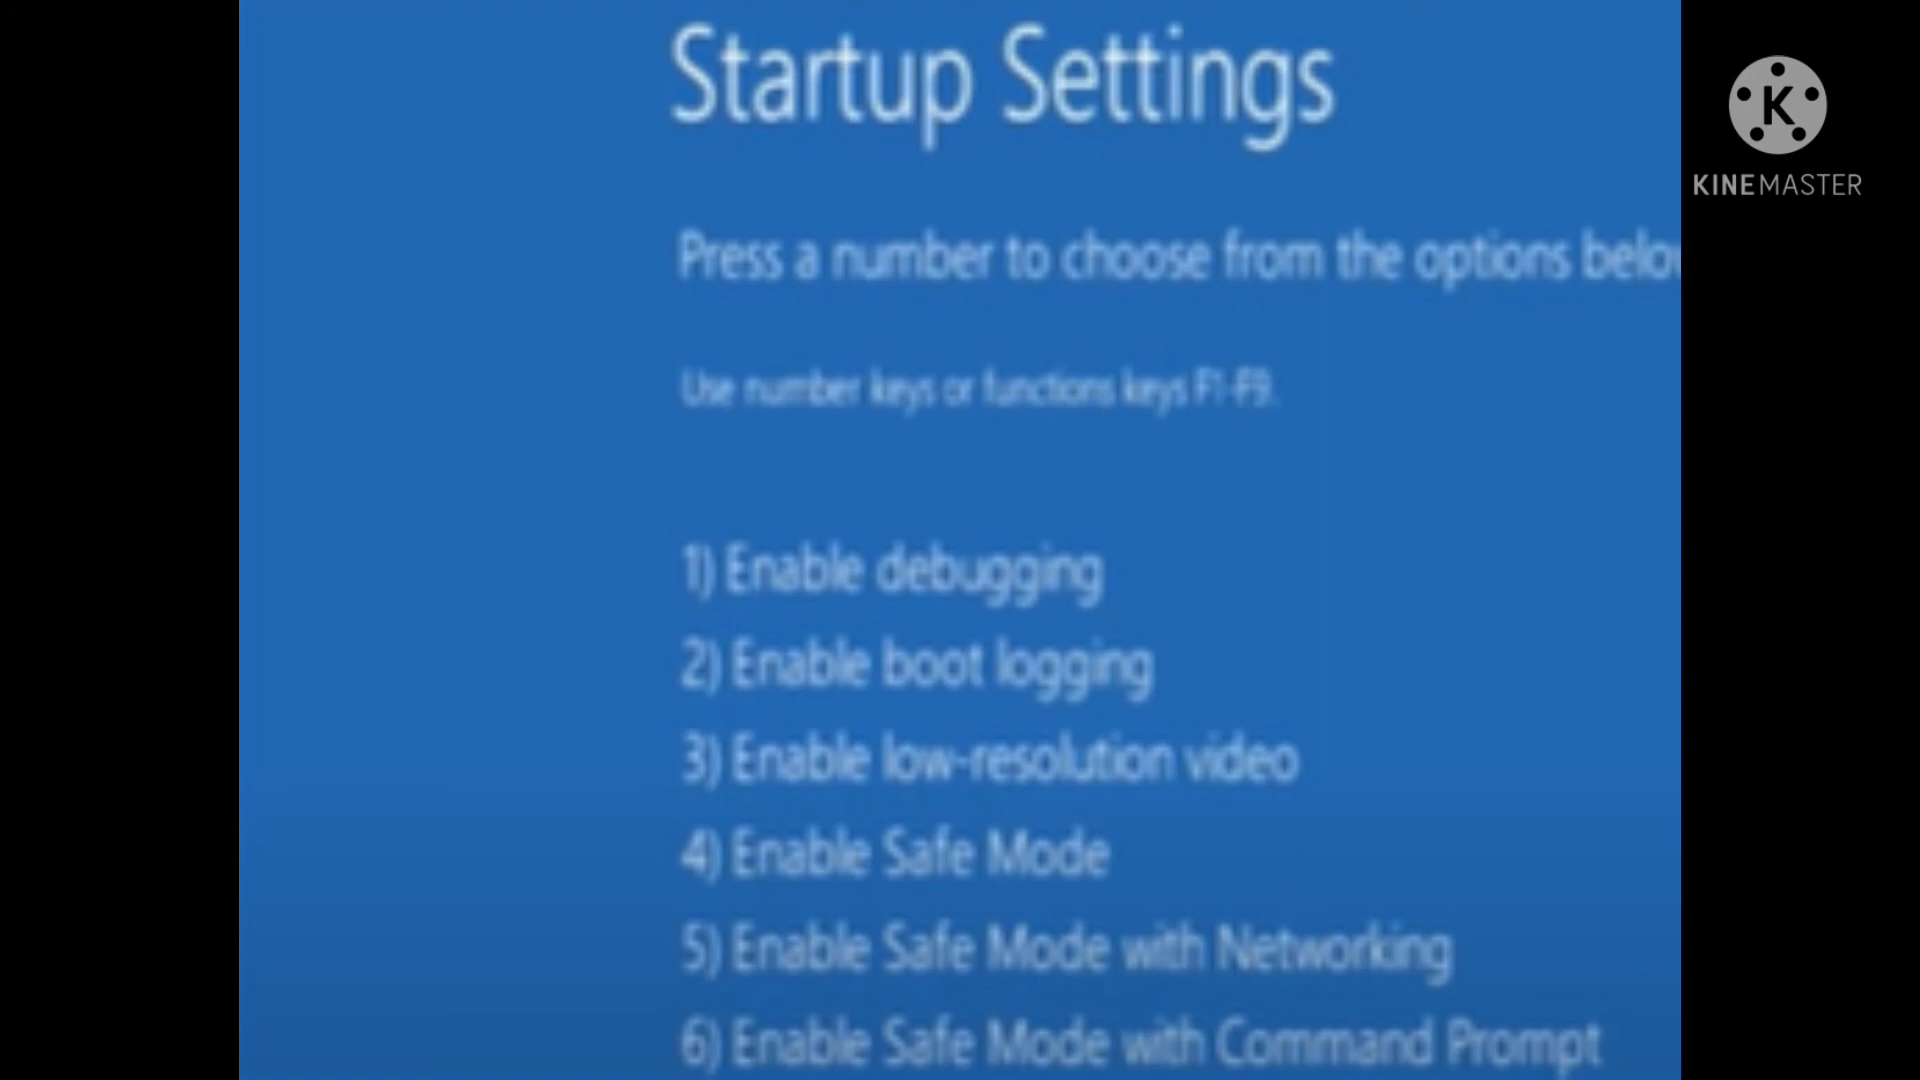 Startup Settings
Press a number to choose from the options
Use number keys or functions keys F1-F9.
1) Enable debugging
2) Enable boot logging
3) Enable low-resolution video
4) Enable Safe Mode
5) Enable Safe Mode with Networking
6) Enable Safe Mode with Command Prompt
K
KINEMASTER